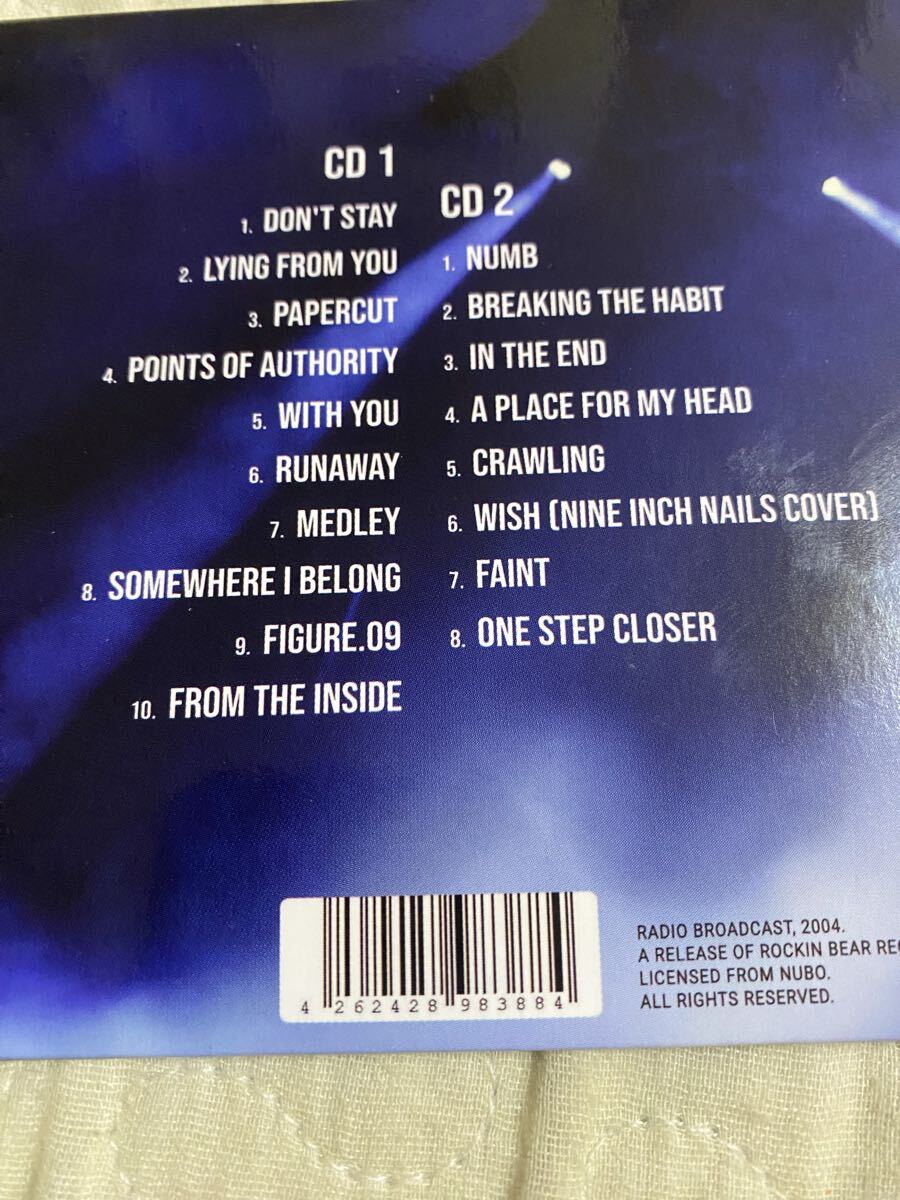 CD 1
1. DON'T STAY
2. LYING FROM YOU
3. PAPERCUT
4. POINTS OF AUTHORITY
5. WITH YOU
6. RUNAWAY
7. MEDLEY
8. SOMEWHERE I BELONG
9. FIGURE.09
10. FROM THE INSIDE
CD 2
1. NUMB
2. BREAKING THE HABIT
3. IN THE END
4. A PLACE FOR MY HEAD
5. CRAWLING
6. WISH (NINE INCH NAILS COVER)
7. FAINT
8. ONE STEP CLOSER
4 262428 983884
RADIO BROADCAST, 2004.
A RELEASE OF ROCKIN BEAR
LICENSED FROM NUBO.
ALL RIGHTS RESERVED.